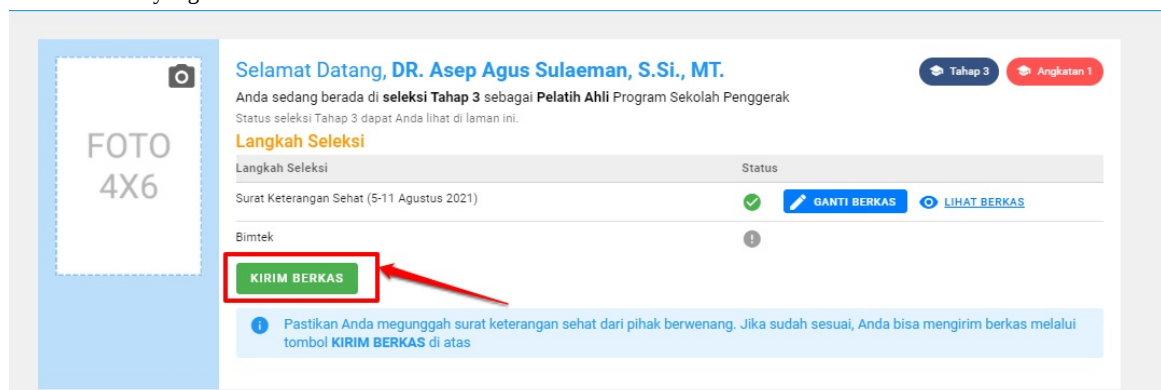 Selamat Datang, DR. Asep Agus Sulaeman, S.Si., MT.
Tahap 3
Angkatan 1
Anda sedang berada di seleksi Tahap 3 sebagai Pelatih Ahli Program Sekolah Penggerak
Status seleksi Tahap 3 dapat Anda lihat di laman ini.
FOTO
4X6
Langkah Seleksi
Langkah Seleksi Status
Surat Keterangan Sehat (5-11 Agustus 2021) GANTI BERKAS LIHAT BERKAS
Bimtek
KIRIM BERKAS
Pastikan Anda megunggah surat keterangan sehat dari pihak berwenang. Jika sudah sesuai, Anda bisa mengirim berkas melalui
tombol KIRIM BERKAS di atas